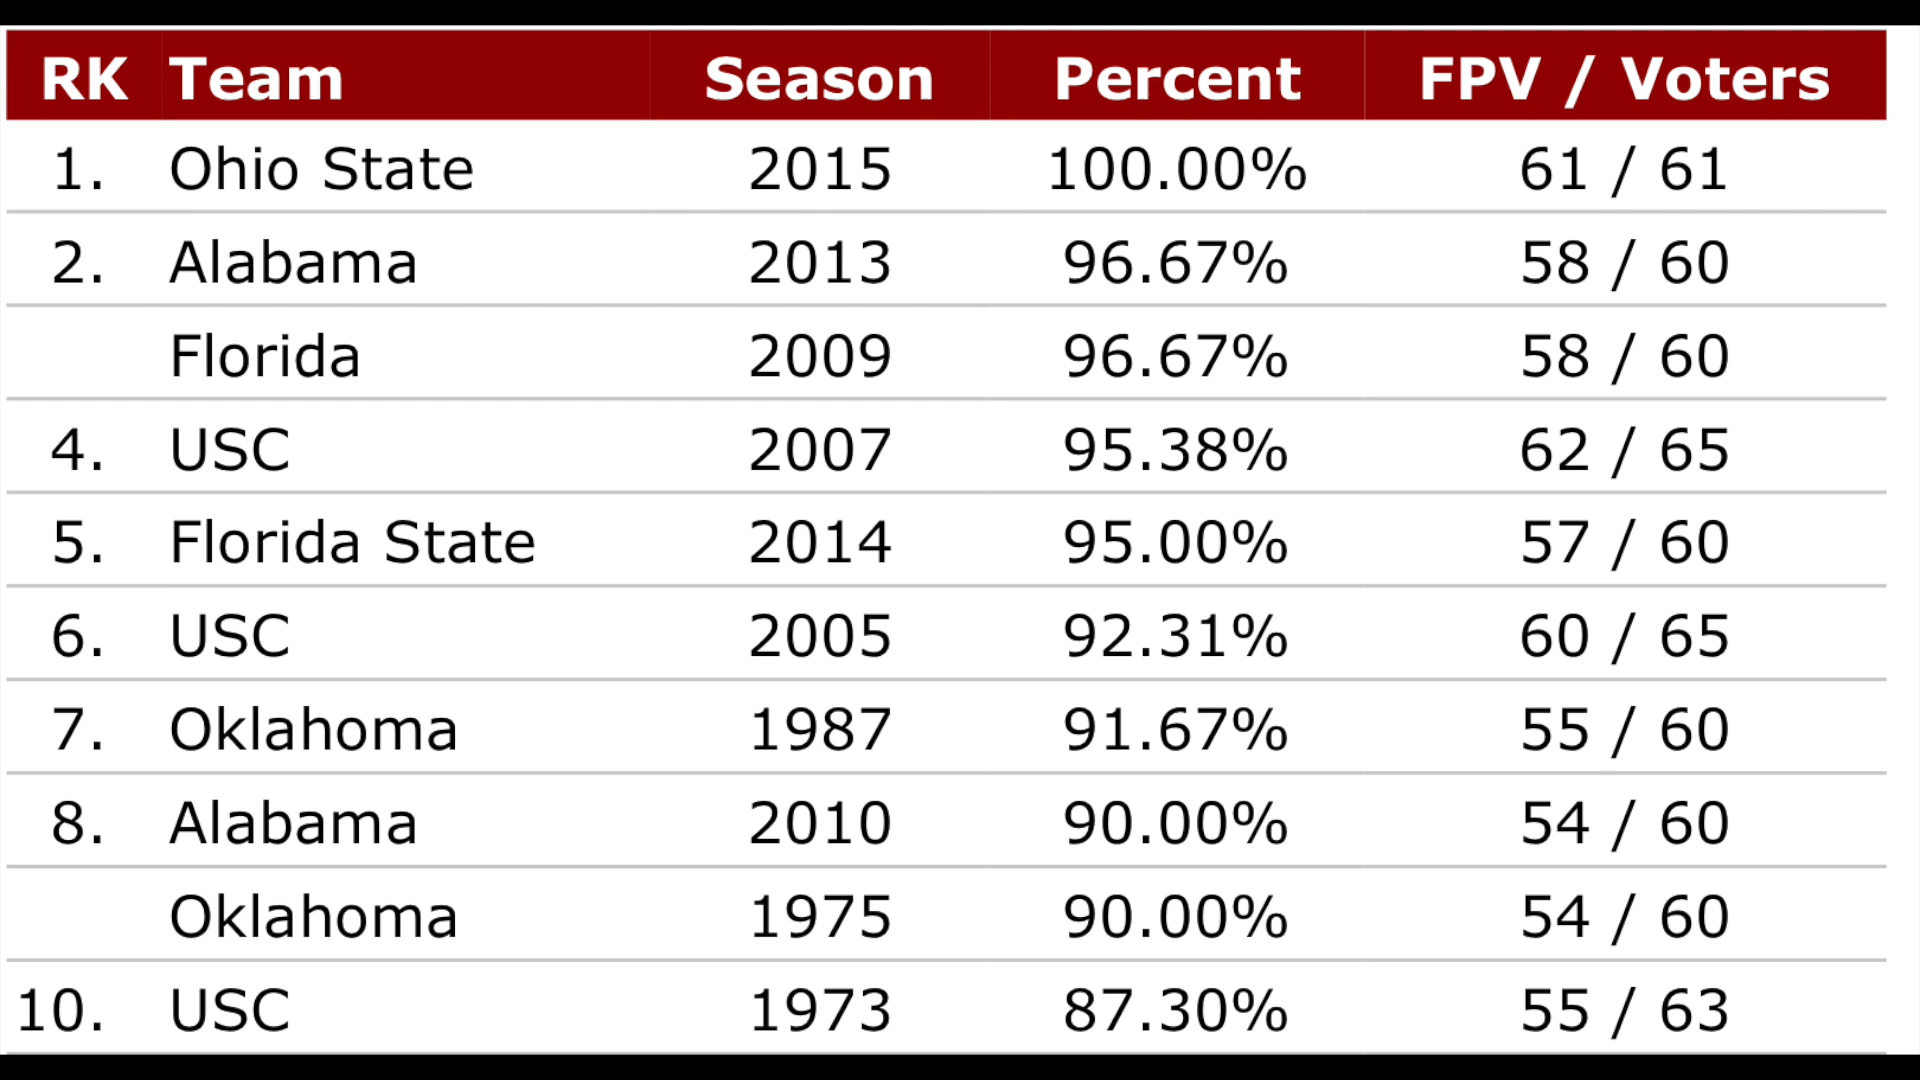 RK Team Season Percent FPV / Voters
1. Ohio State 2015 100.00% 61 / 61
2. Alabama 2013 96.67% 58 / 60
Florida 2009 96.67% 58 / 60
4. USC 2007 95.38% 62 / 65
5. Florida State 2014 95.00% 57 / 60
6. USC 2005 92.31% 60 / 65
7. Oklahoma 1987 91.67% 55 / 60
8. Alabama 2010 90.00% 54 / 60
Oklahoma 1975 90.00% 54 / 60
10. USC 1973 87.30% 55 / 63